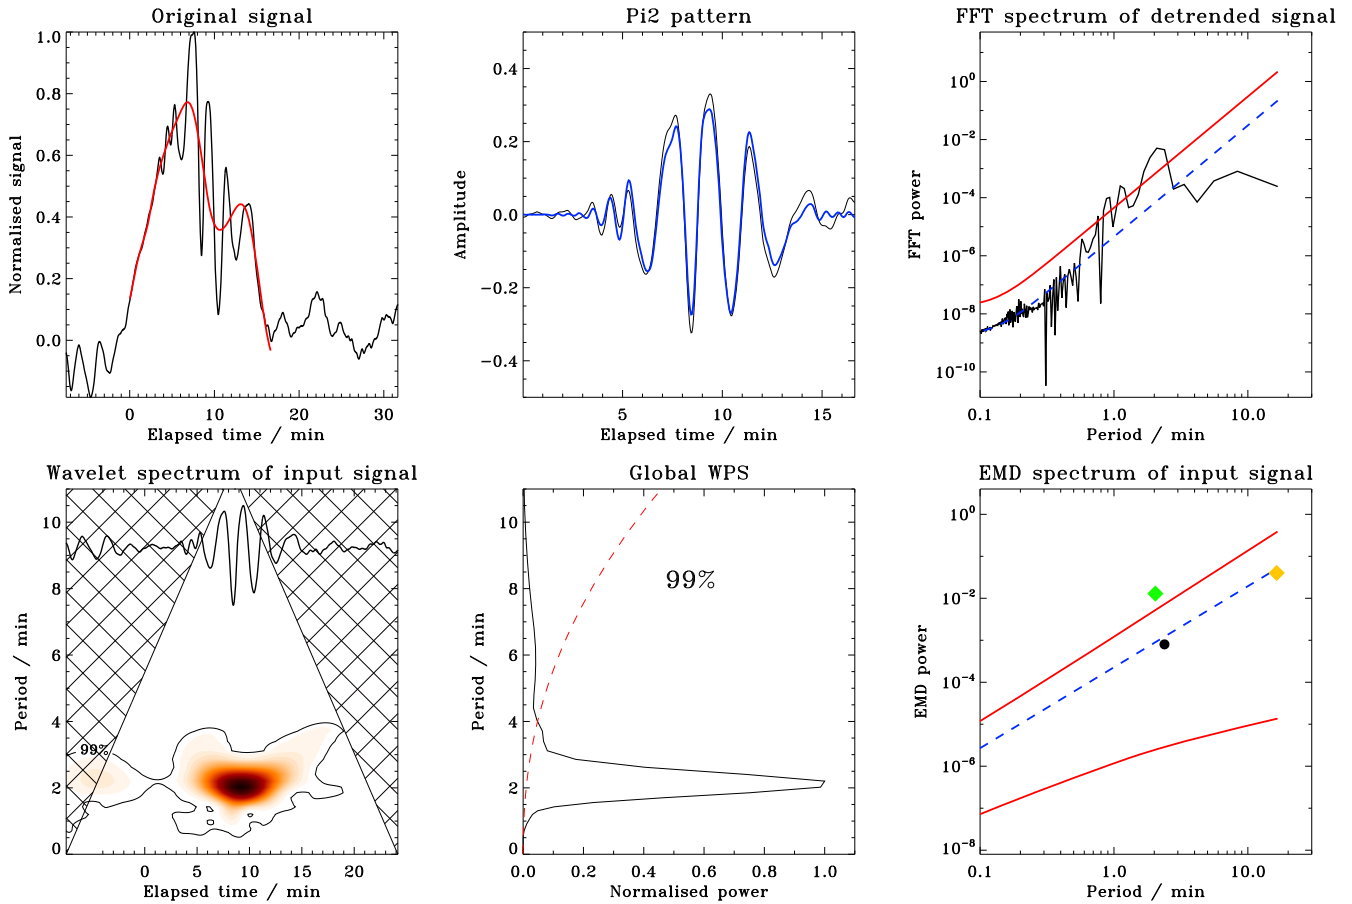 Original signal
1.0
0.8
0.6
0.4
0.2
0.0
Normalised signal
0 10 20 30
Elapsed time / min
Pi2 pattern
0.4
0.2
0.0
−0.2
−0.4
Amplitude
5 10 15
Elapsed time / min
FFT spectrum of detrended signal
10^0
10^−2
10^−4
10^−6
10^−8
10^−10
FFT power
0.1 1.0 10.0
Period / min
Wavelet spectrum of input signal
10
8
6
4
2
0
Period / min
99%
0 5 10 15 20
Elapsed time / min
Global WPS
10
8
6
4
2
0
Period / min
99%
0.0 0.2 0.4 0.6 0.8 1.0
Normalised power
EMD spectrum of input signal
10^0
10^−2
10^−4
10^−6
10^−8
EMD power
0.1 1.0 10.0
Period / min